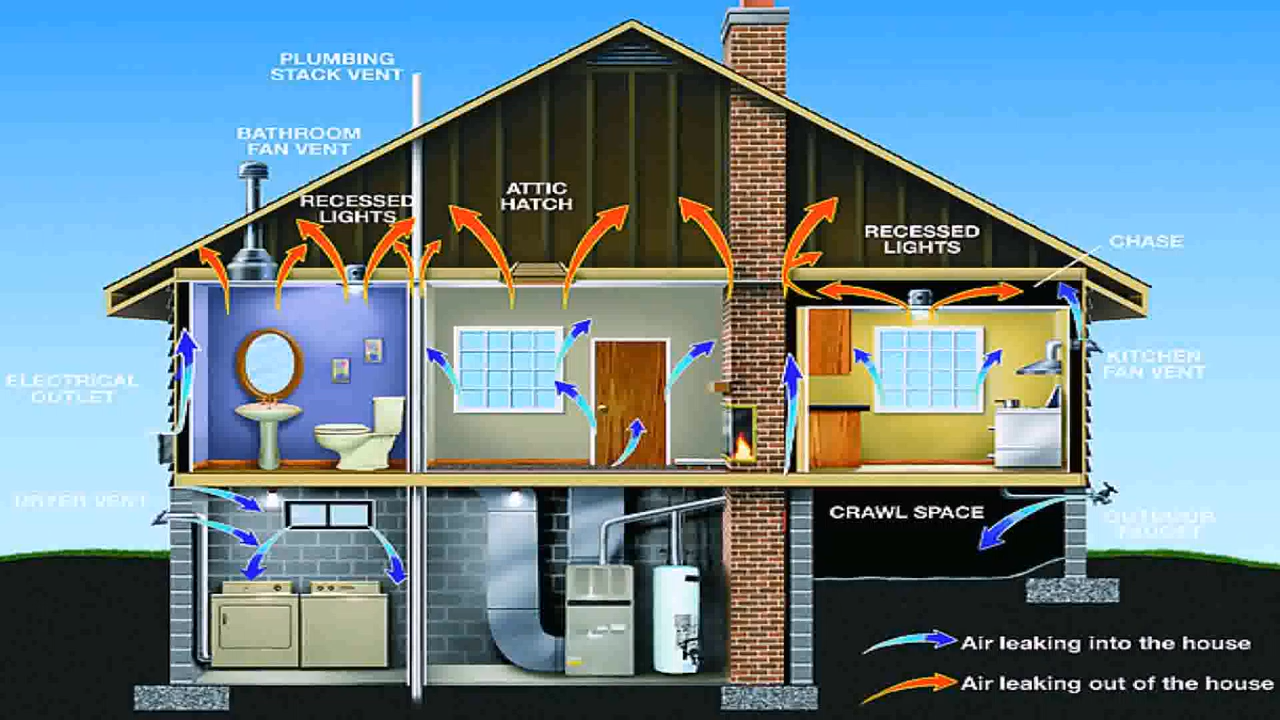 PLUMBING
STACK VENT
BATHROOM
FAN VENT
RECESSED
LIGHTS
ATTIC
HATCH
RECESSED
LIGHTS
CHASE
ELECTRICAL
OUTLET
KITCHEN
FAN VENT
DRYER VENT
CRAWL SPACE
OUTDOOR
FAUCET
Air leaking into the house
Air leaking out of the house